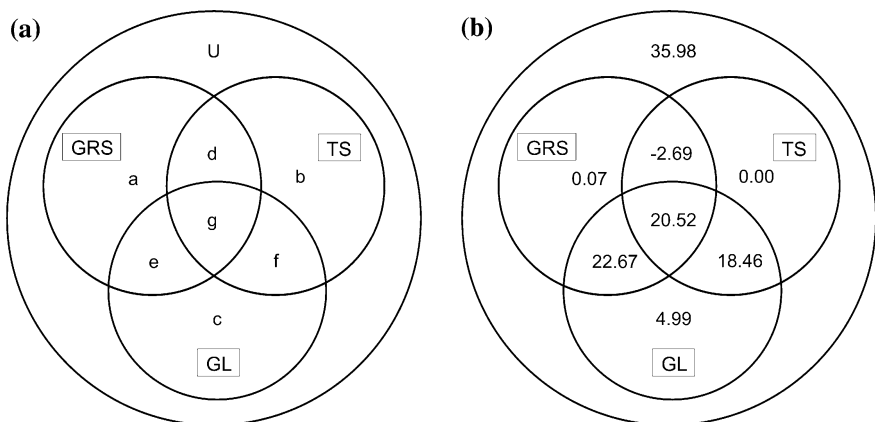 (a)
U
GRS
d
TS
a
b
g
e
f
c
GL
(b)
35.98
GRS
-2.69
TS
0.07
0.00
20.52
22.67
18.46
4.99
GL